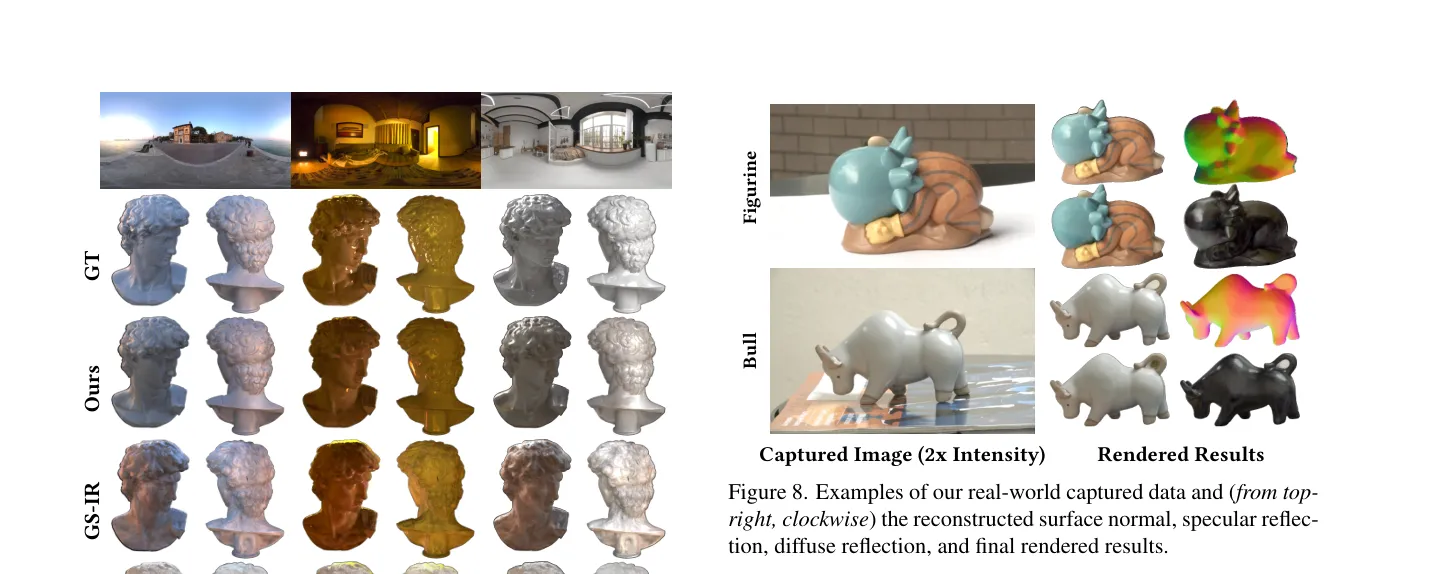 GT
Ours
GS-IR
Figurine
Bull
Captured Image (2x Intensity)
Rendered Results
Figure 8. Examples of our real-world captured data and (from top-
right, clockwise) the reconstructed surface normal, specular reflec-
tion, diffuse reflection, and final rendered results.